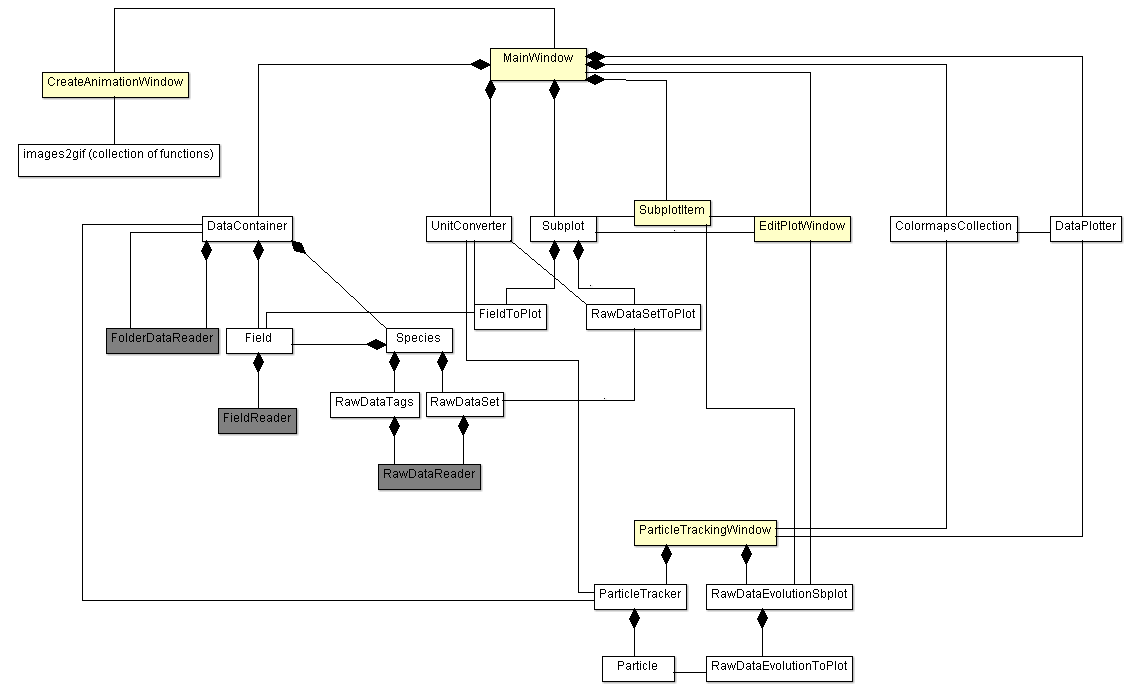 MainWindow
CreateAnimationWindow
images2gif (collection of functions)
SubplotItem
DataContainer
UnitConverter
Subplot
EditPlotWindow
ColormapsCollection
DataPlotter
FieldToPlot
RawDataSetToPlot
FolderDataReader
Field
Species
RawDataTags
RawDataSet
FieldReader
RawDataReader
ParticleTrackingWindow
ParticleTracker
RawDataEvolutionSbplot
Particle
RawDataEvolutionToPlot